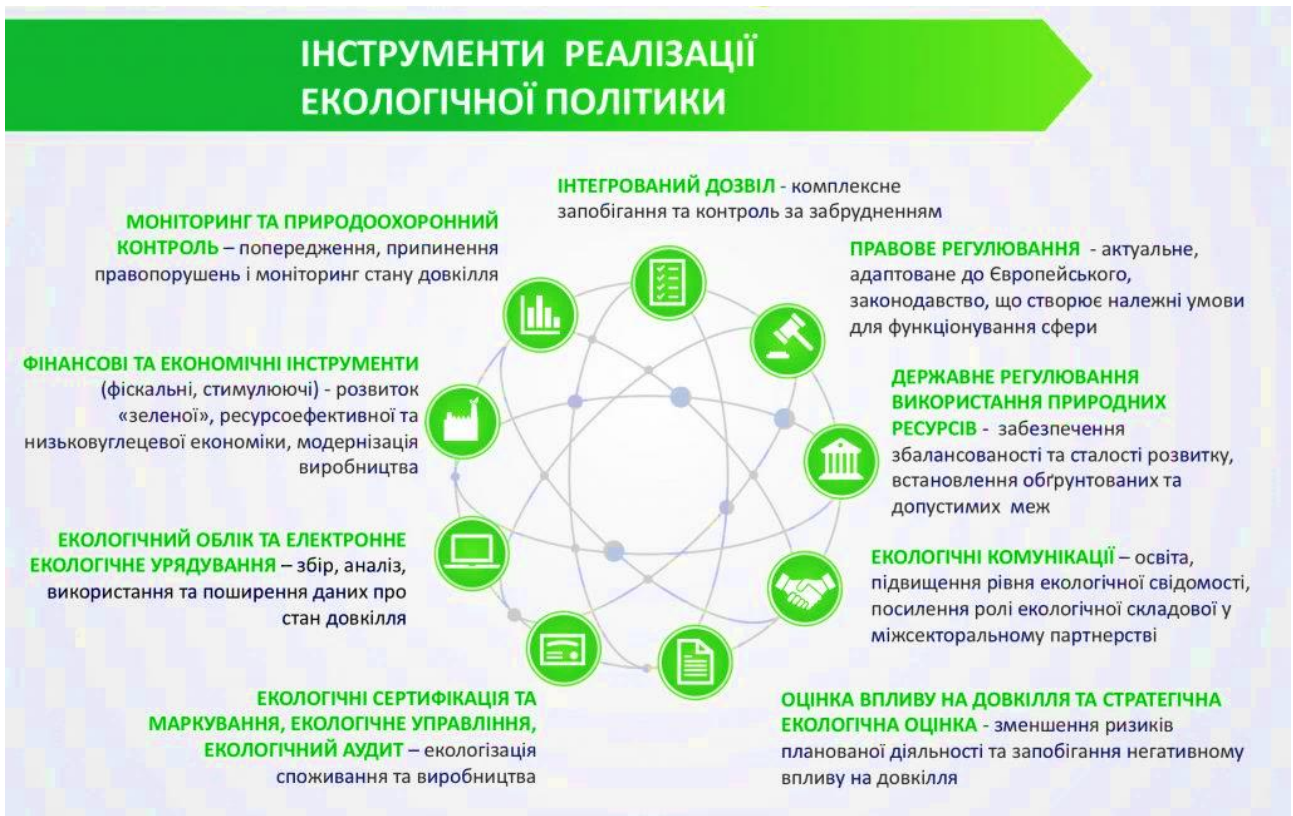 ІНСТРУМЕНТИ РЕАЛІЗАЦІЇ
ЕКОЛОГІЧНОЇ ПОЛІТИКИ
ІНТЕГРОВАНИЙ ДОЗВІЛ - комплексне
запобігання та контроль за забрудненням
МОНІТОРИНГ ТА ПРИРОДООХОРОННИЙ
КОНТРОЛЬ – попередження, припинення
правопорушень і моніторинг стану довкілля
ПРАВОВЕ РЕГУЛЮВАННЯ - актуальне,
адаптоване до Європейського,
законодавство, що створює належні умови
для функціонування сфери
ФІНАНСОВІ ТА ЕКОНОМІЧНІ ІНСТРУМЕНТИ
(фіскальні, стимулюючі) - розвиток
«зеленої», ресурсоефективної та
низьковуглецевої економіки, модернізація
виробництва
ДЕРЖАВНЕ РЕГУЛЮВАННЯ
ВИКОРИСТАННЯ ПРИРОДНИХ
РЕСУРСІВ - забезпечення
збалансованості та сталості розвитку,
встановлення обґрунтованих та
допустимих меж
ЕКОЛОГІЧНИЙ ОБЛІК ТА ЕЛЕКТРОННЕ
ЕКОЛОГІЧНЕ УРЯДУВАННЯ – збір, аналіз,
використання та поширення даних про
стан довкілля
ЕКОЛОГІЧНІ КОМУНІКАЦІЇ – освіта,
підвищення рівня екологічної свідомості,
посилення ролі екологічної складової у
міжсекторальному партнерстві
ЕКОЛОГІЧНІ СЕРТИФІКАЦІЯ ТА
МАРКУВАННЯ, ЕКОЛОГІЧНЕ УПРАВЛІННЯ,
ЕКОЛОГІЧНИЙ АУДИТ – екологізація
споживання та виробництва
ОЦІНКА ВПЛИВУ НА ДОВКІЛЛЯ ТА СТРАТЕГІЧНА
ЕКОЛОГІЧНА ОЦІНКА - зменшення ризиків
планованої діяльності та запобігання негативному
впливу на довкілля